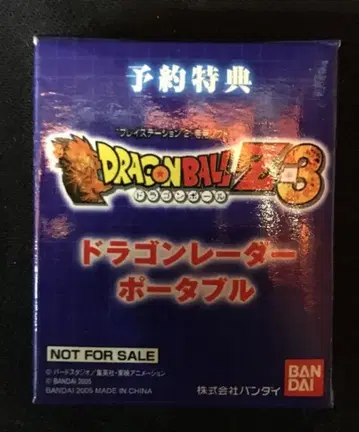 予約特典
"プレイステーション 2"専用ソフト
DRAGONBALL Z3
ドラゴンボール
ドラゴンレーダー
ポータブル
NOT FOR SALE
© バードスタジオ/集英社・東映アニメーション
© BANDAI 2005
© BANDAI 2005 MADE IN CHINA
株式会社バンダイ
BAN
DAI